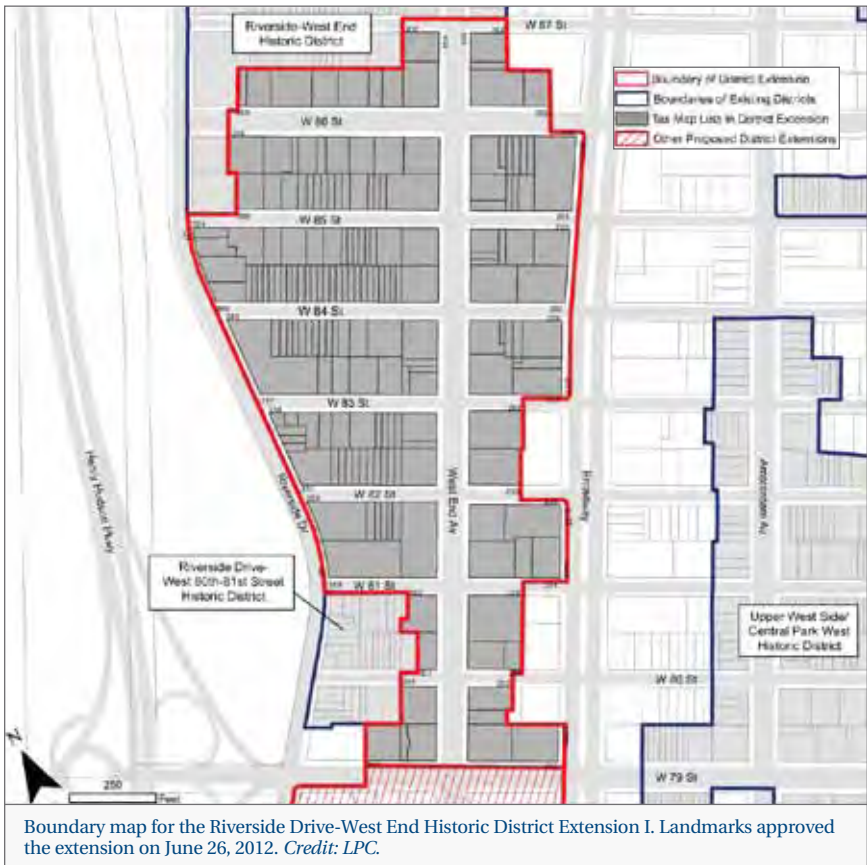 Riverside-West End
Historic District
W 87 St
Boundary of District Extension
Boundaries of Existing Districts
Tax Map Lots in District Extension
Other Proposed District Extensions
W 86 St
W 85 St
W 84 St
W 83 St
W 82 St
W 81 St
Henry Hudson Pkwy
Riverside Dr
West End Av
Broadway
Amsterdam Av
Riverside Drive-
West 80th-81st Street
Historic District
Upper West Side/
Central Park West
Historic District
W 80 St
W 79 St
Z
250
Feet
Boundary map for the Riverside Drive-West End Historic District Extension I. Landmarks approved
the extension on June 26, 2012. Credit: LPC.